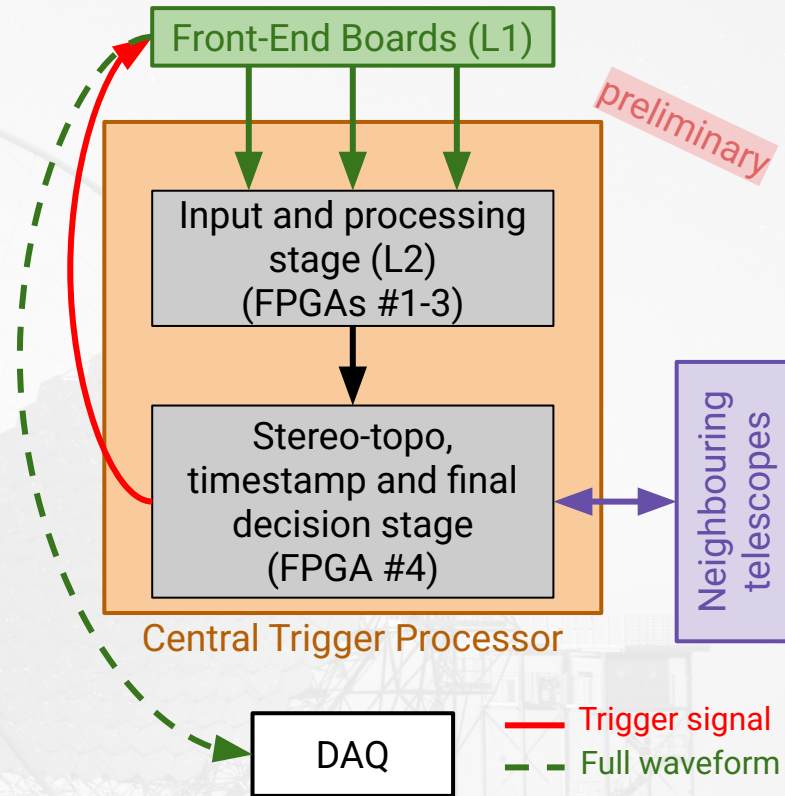 Front-End Boards (L1)
preliminary
Input and processing
stage (L2)
(FPGAs #1-3)
Stereo-topo,
timestamp and final
decision stage
(FPGA #4)
Neighbouring
telescopes
Central Trigger Processor
DAQ
Trigger signal
Full waveform